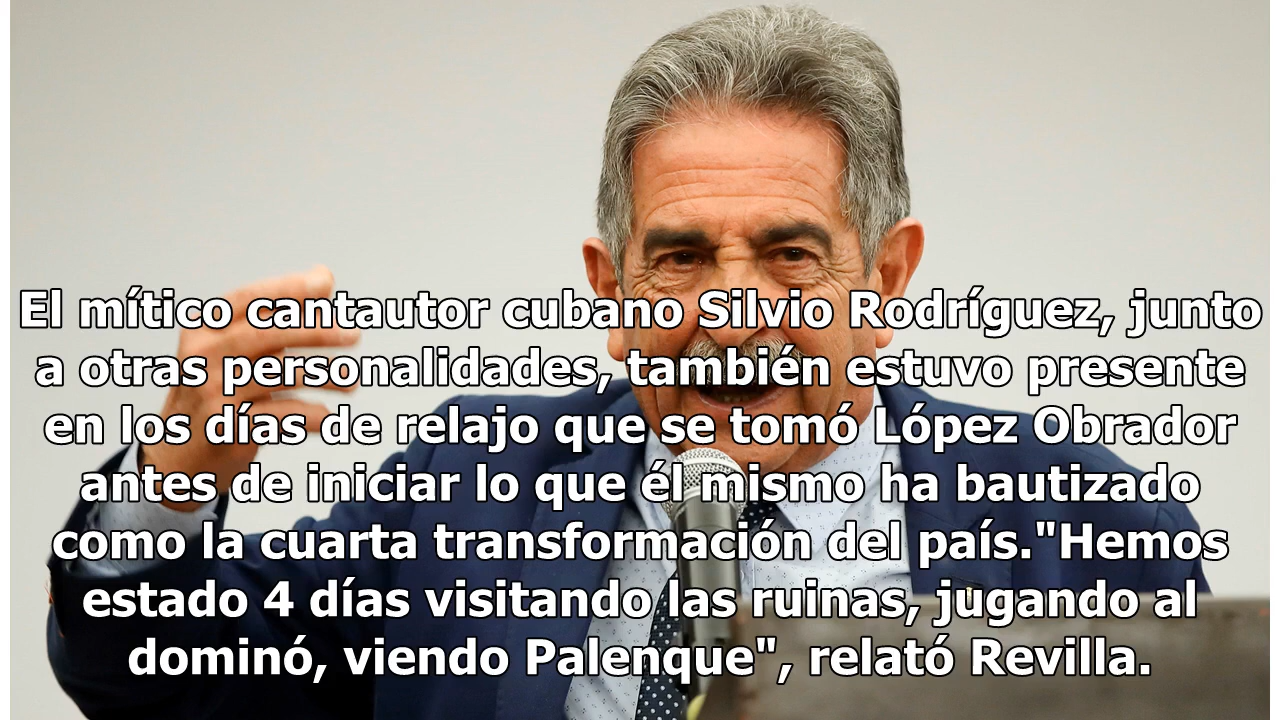 El mítico cantautor cubano Silvio Rodríguez, junto
a otras personalidades, también estuvo presente
en los días de relajo que se tomó López Obrador
antes de iniciar lo que él mismo ha bautizado
como la cuarta transformación del país."Hemos
estado 4 días visitando las ruinas, jugando al
dominó, viendo Palenque", relató Revilla.